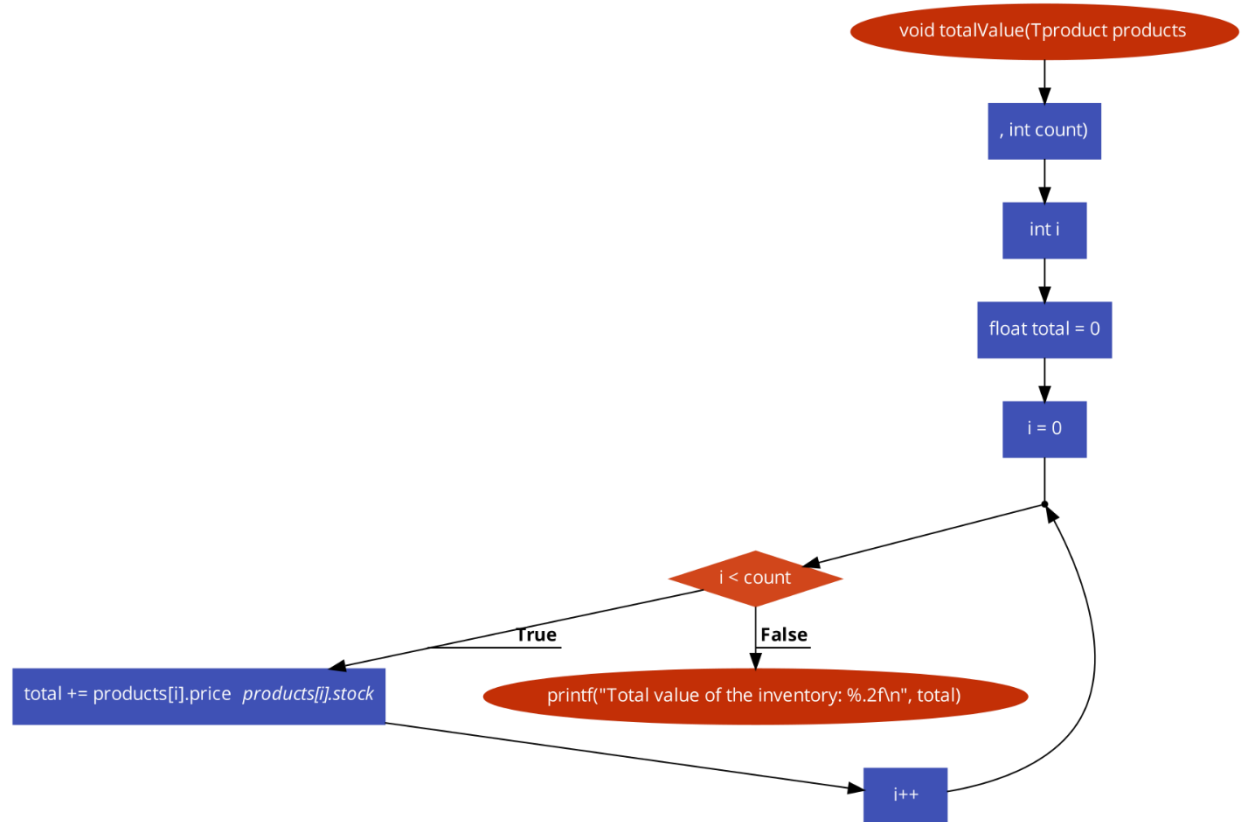 void totalValue(Tproduct products
, int count)
int i
float total = 0
i = 0
i < count
True
False
total += products[i].price products[i].stock
printf("Total value of the inventory: %.2f\n", total)
i++